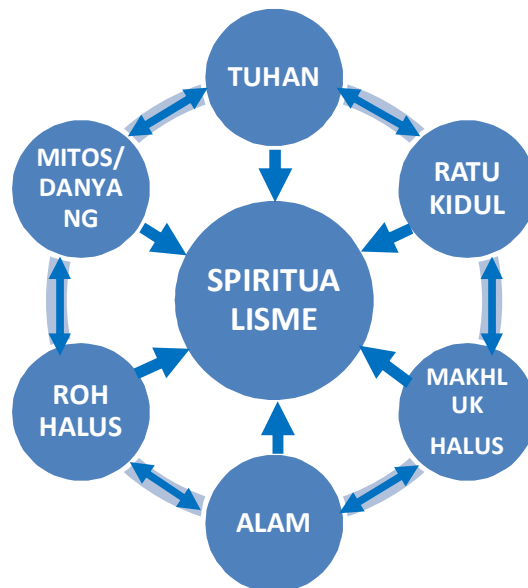 TUHAN
MITOS/
DANYA
NG
RATU
KIDUL
SPIRITUA
LISME
ROH
HALUS
MAKHL
UK
HALUS
ALAM